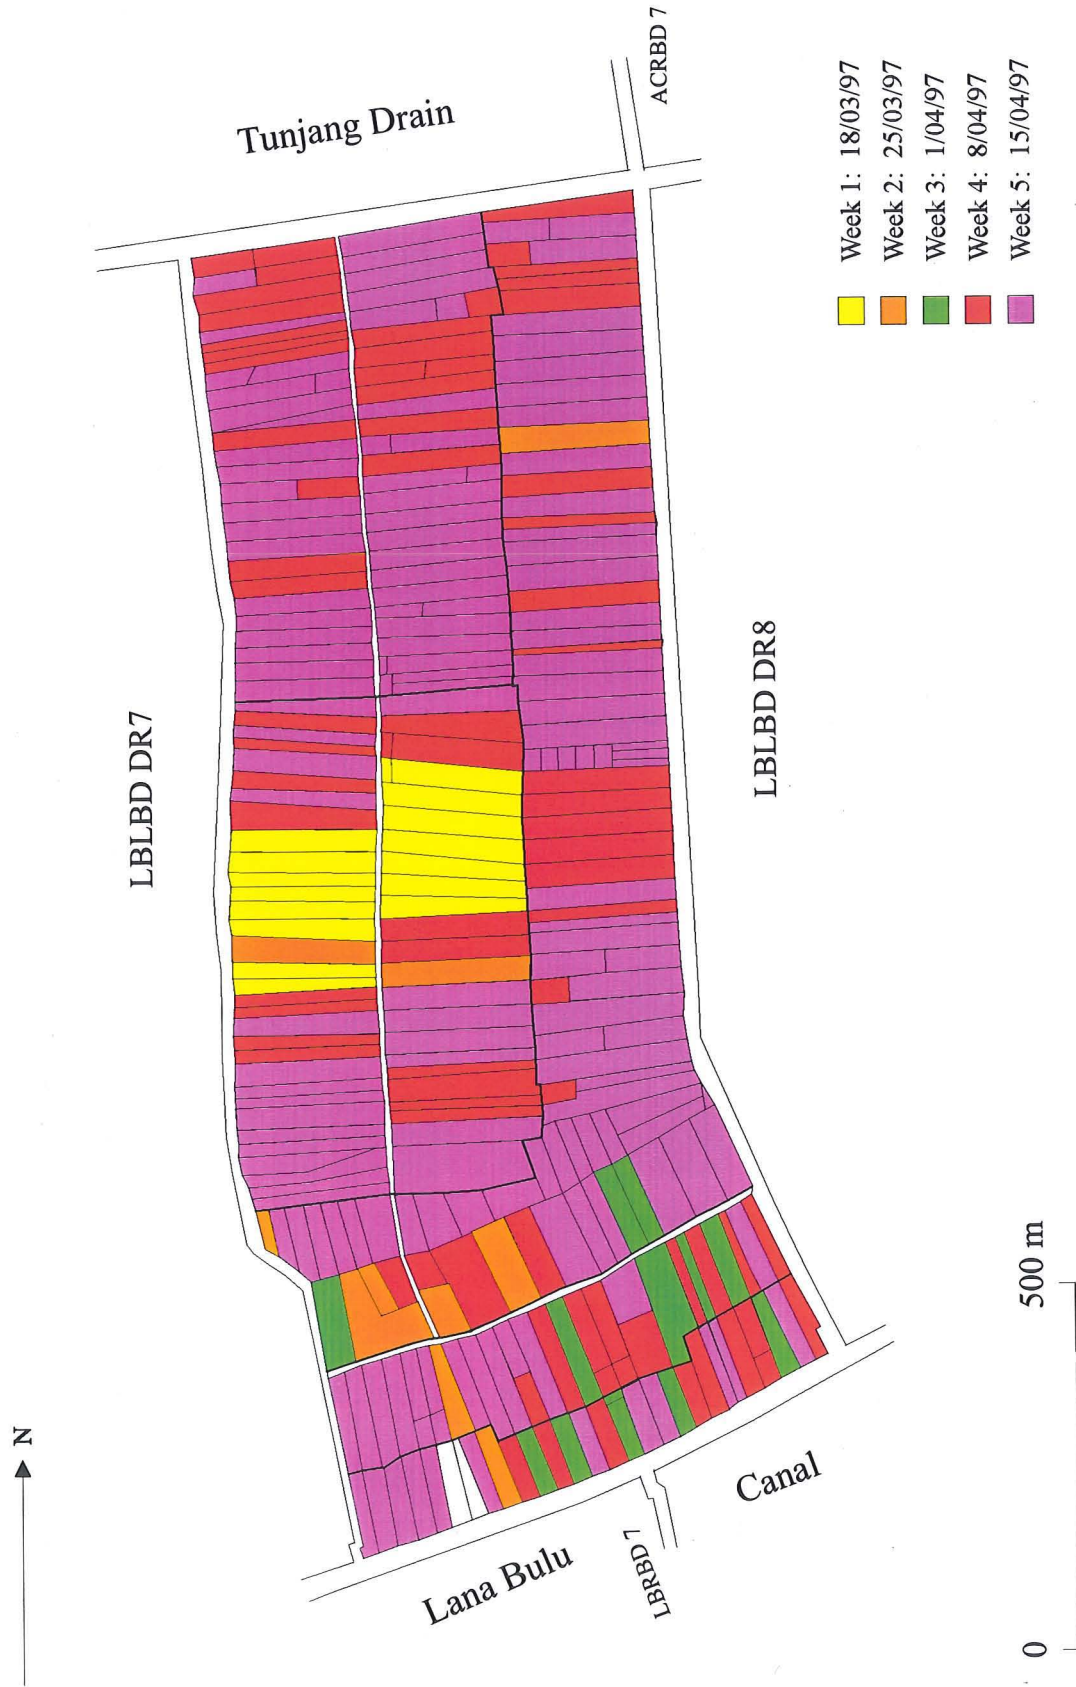 Tunjang Drain
ACRBD 7
LBLBD DR7
LBLBD DR8
Week 1: 18/03/97
Week 2: 25/03/97
Week 3: 1/04/97
Week 4: 8/04/97
Week 5: 15/04/97
N
Lana Bulu
Canal
LBRBD 7
0
500 m